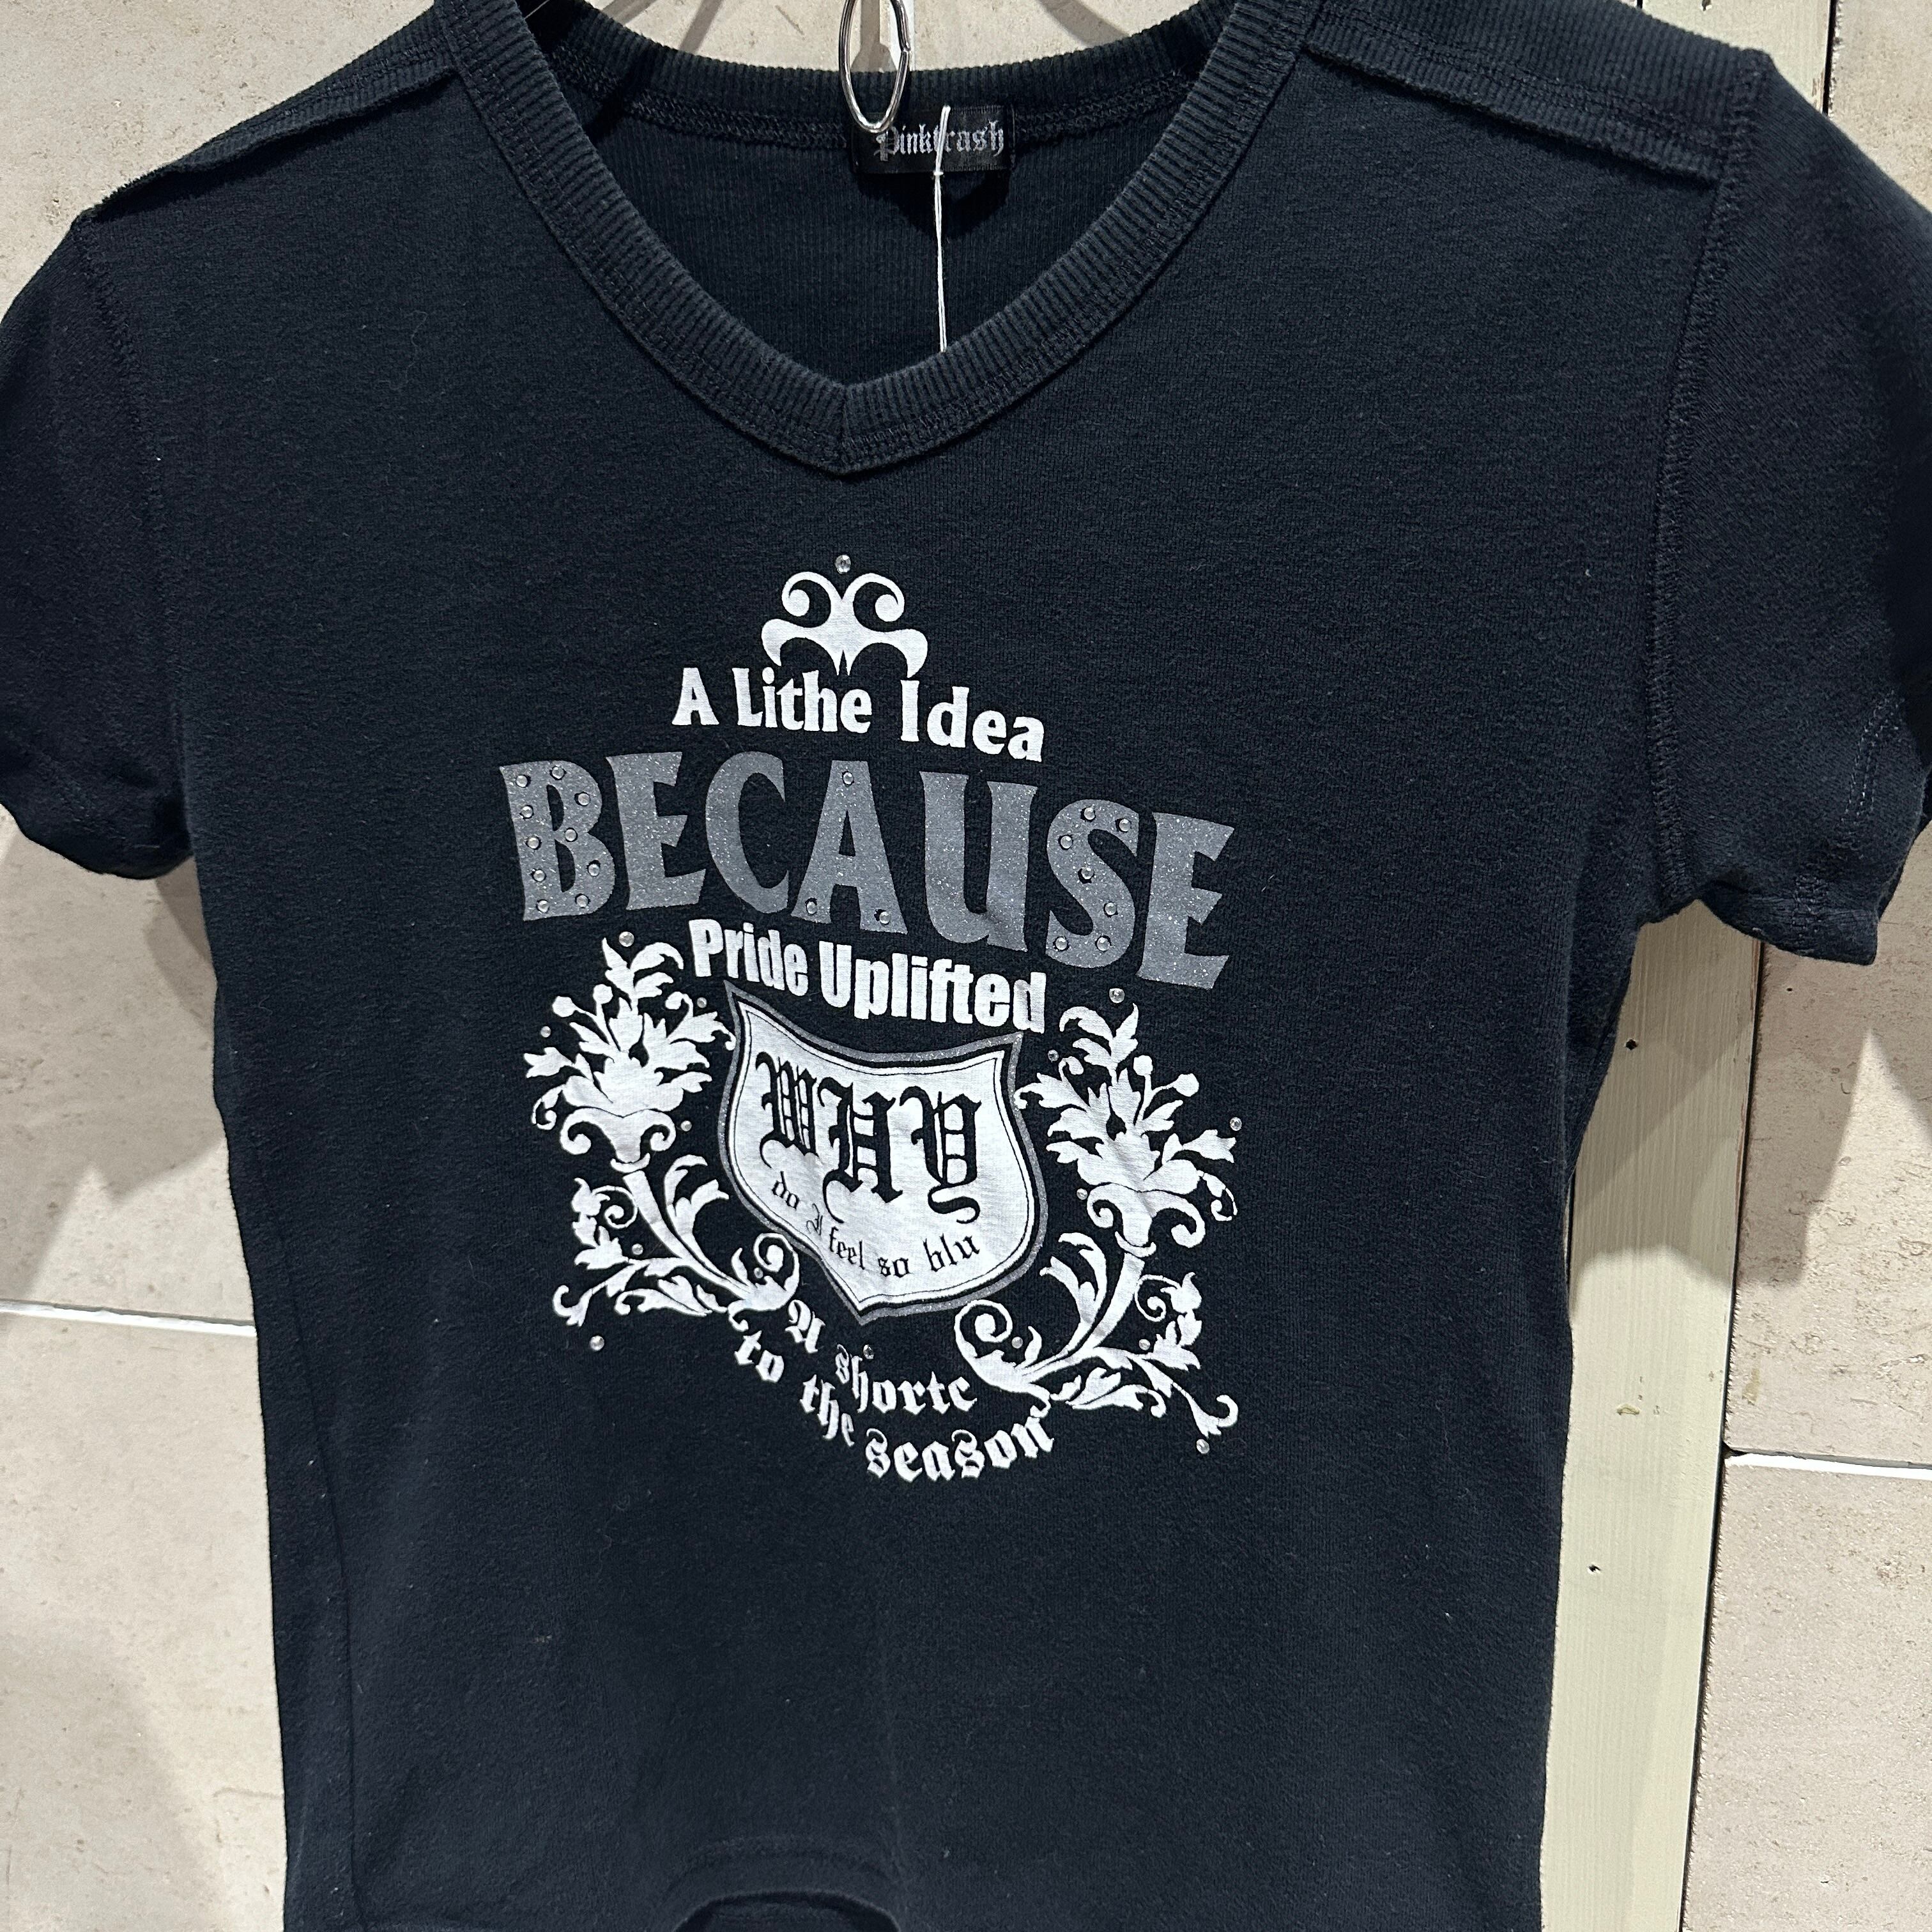 Pinktrash
A Lithe Idea
BECAUSE
Pride Uplifted
WHY
do I feel so blu
A shorte
to the season